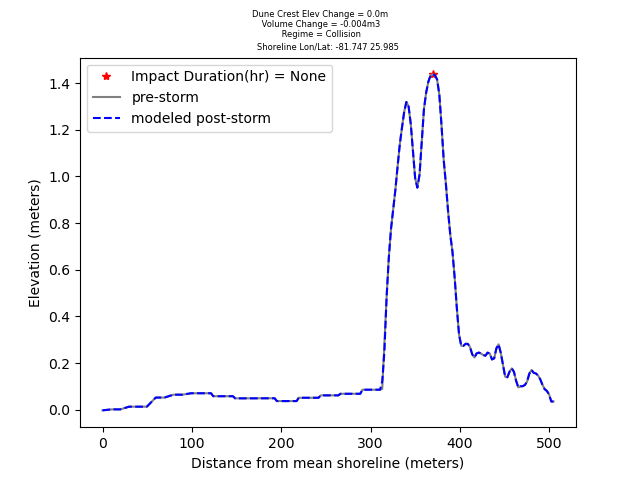 Dune Crest Elev Change = 0.0m
Volume Change = -0.004m3
Regime = Collision
Shoreline Lon/Lat: -81.747 25.985
Impact Duration(hr) = None
pre-storm
modeled post-storm
1.4
1.2
1.0
0.8
0.6
0.4
0.2
0.0
Elevation (meters)
0 100 200 300 400 500
Distance from mean shoreline (meters)